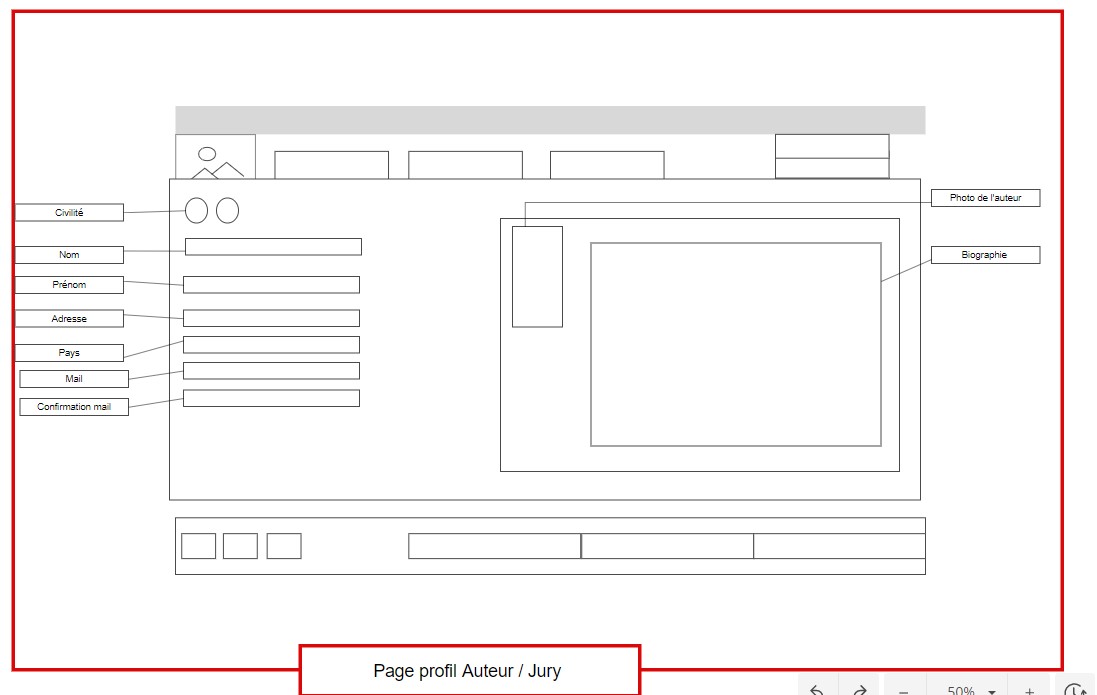 Civilité
Nom
Prénom
Adresse
Pays
Mail
Confirmation mail
Photo de l'auteur
Biographie
Page profil Auteur / Jury
50%